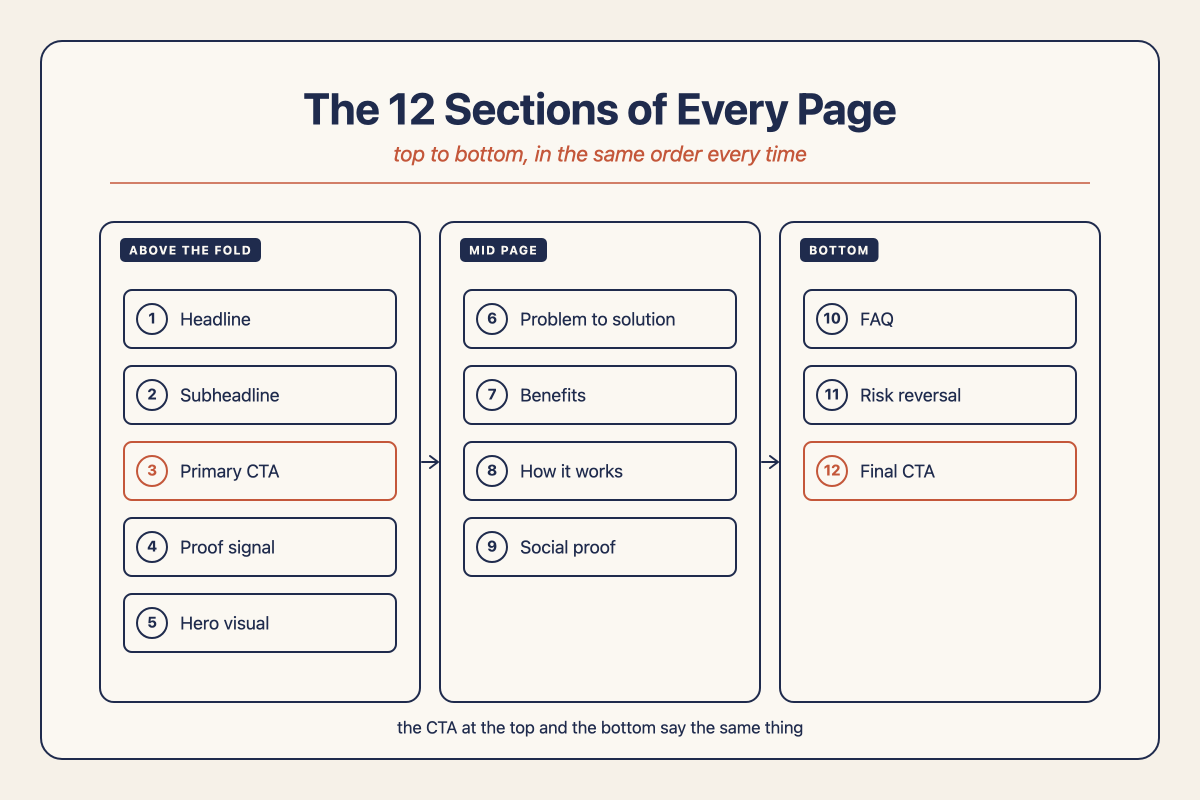 The 12 Sections of Every Page
top to bottom, in the same order every time
ABOVE THE FOLD
1 Headline
2 Subheadline
3 Primary CTA
4 Proof signal
5 Hero visual
MID PAGE
6 Problem to solution
7 Benefits
8 How it works
9 Social proof
BOTTOM
10 FAQ
11 Risk reversal
12 Final CTA
the CTA at the top and the bottom say the same thing